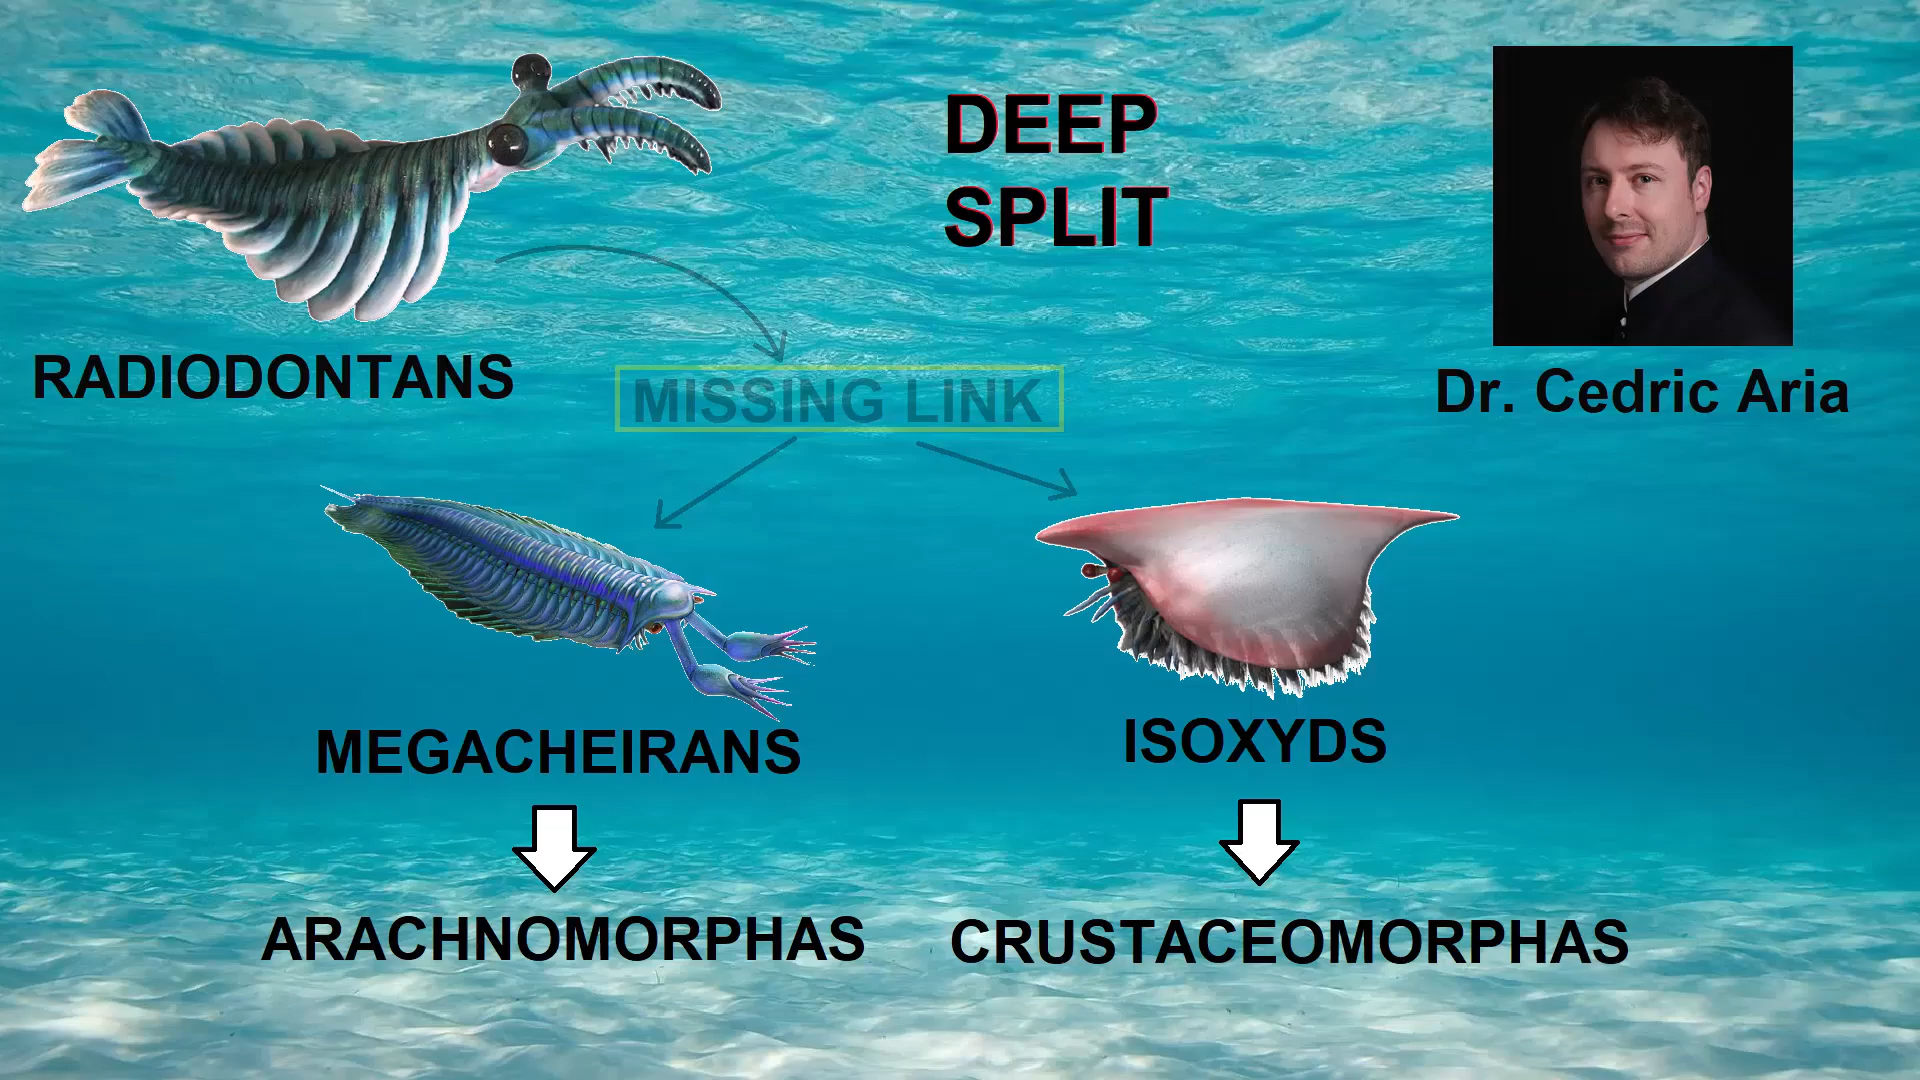 DEEP
SPLIT
RADIODONTANS
MISSING LINK
Dr. Cedric Aria
MEGACHEIRANS
ISOXYDS
ARACHNOMORPHAS
CRUSTACEOMORPHAS